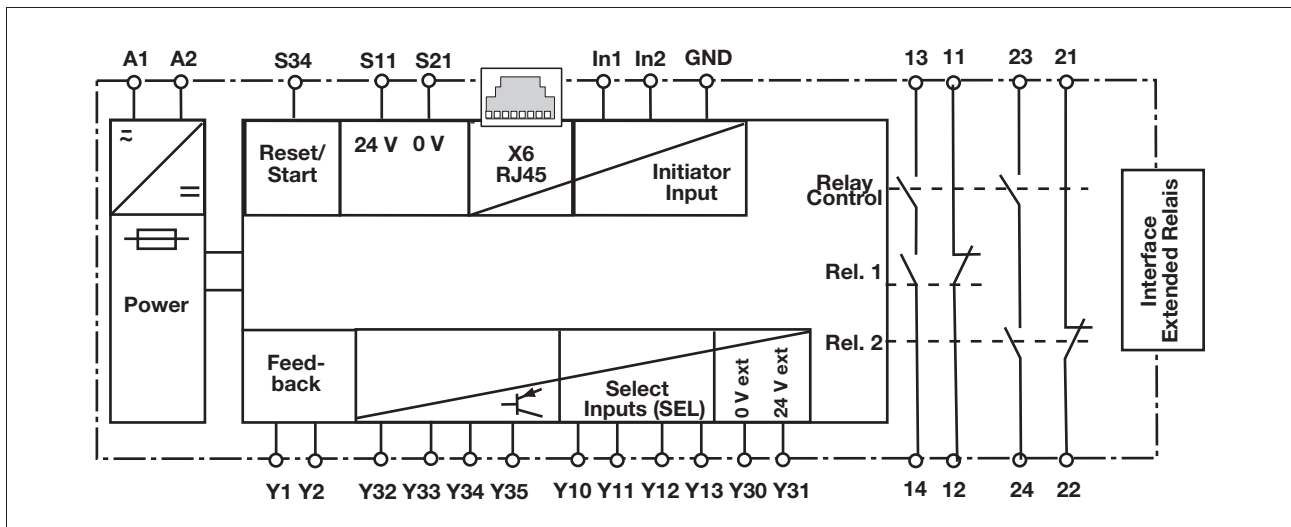 A1 A2 S34 S11 S21 In1 In2 GND 13 11 23 21
Reset/
Start
24 V 0 V
X6
RJ45
Initiator
Input
Relay
Control
Rel. 1
Rel. 2
Interface
Extended Relais
Power
Feed-
back
Select
Inputs (SEL)
0 V ext
24 V ext
Y1 Y2 Y32 Y33 Y34 Y35 Y10 Y11 Y12 Y13 Y30 Y31 14 12 24 22